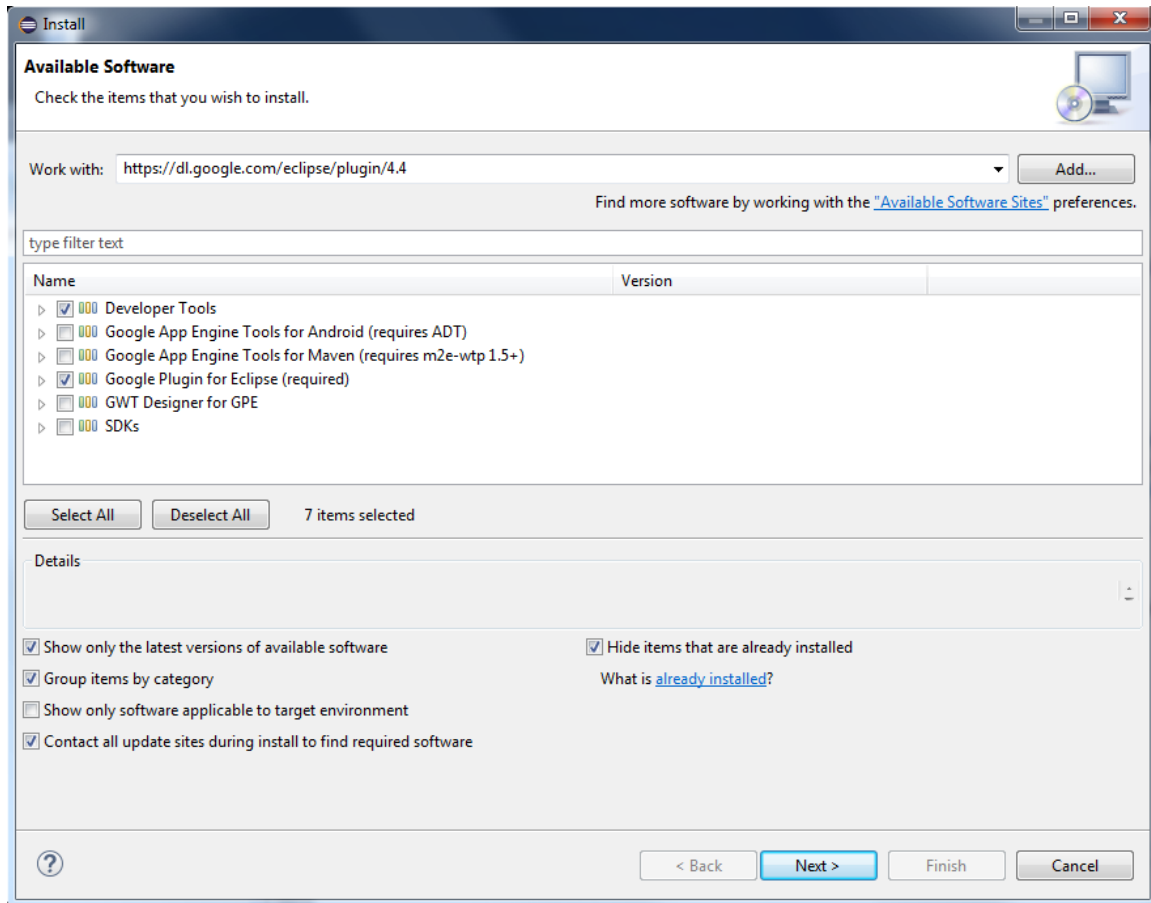 Install
Available Software
Check the items that you wish to install.
Work with: https://dl.google.com/eclipse/plugin/4.4 Add...
Find more software by working with the "Available Software Sites" preferences.
type filter text
Name Version
Developer Tools
Google App Engine Tools for Android (requires ADT)
Google App Engine Tools for Maven (requires m2e-wtp 1.5+)
Google Plugin for Eclipse (required)
GWT Designer for GPE
SDKs
Select All Deselect All 7 items selected
Details
Show only the latest versions of available software Hide items that are already installed
Group items by category What is already installed?
Show only software applicable to target environment
Contact all update sites during install to find required software
? < Back Next > Finish Cancel